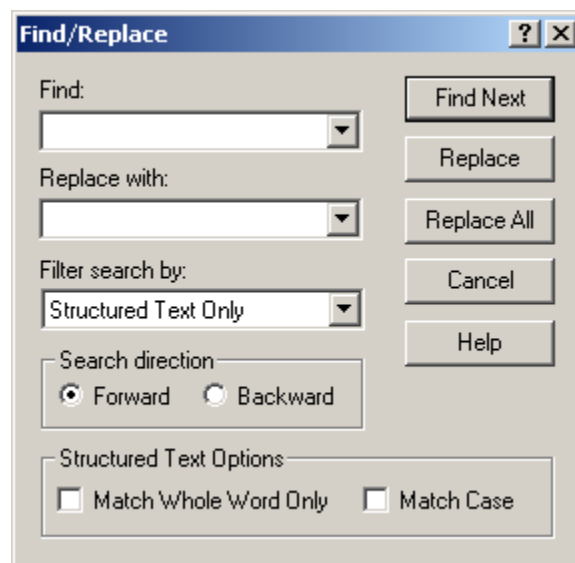 Find/Replace
Find:
Find Next
Replace
Replace with:
Replace All
Filter search by:
Cancel
Structured Text Only
Help
Search direction
Forward Backward
Structured Text Options
Match Whole Word Only Match Case